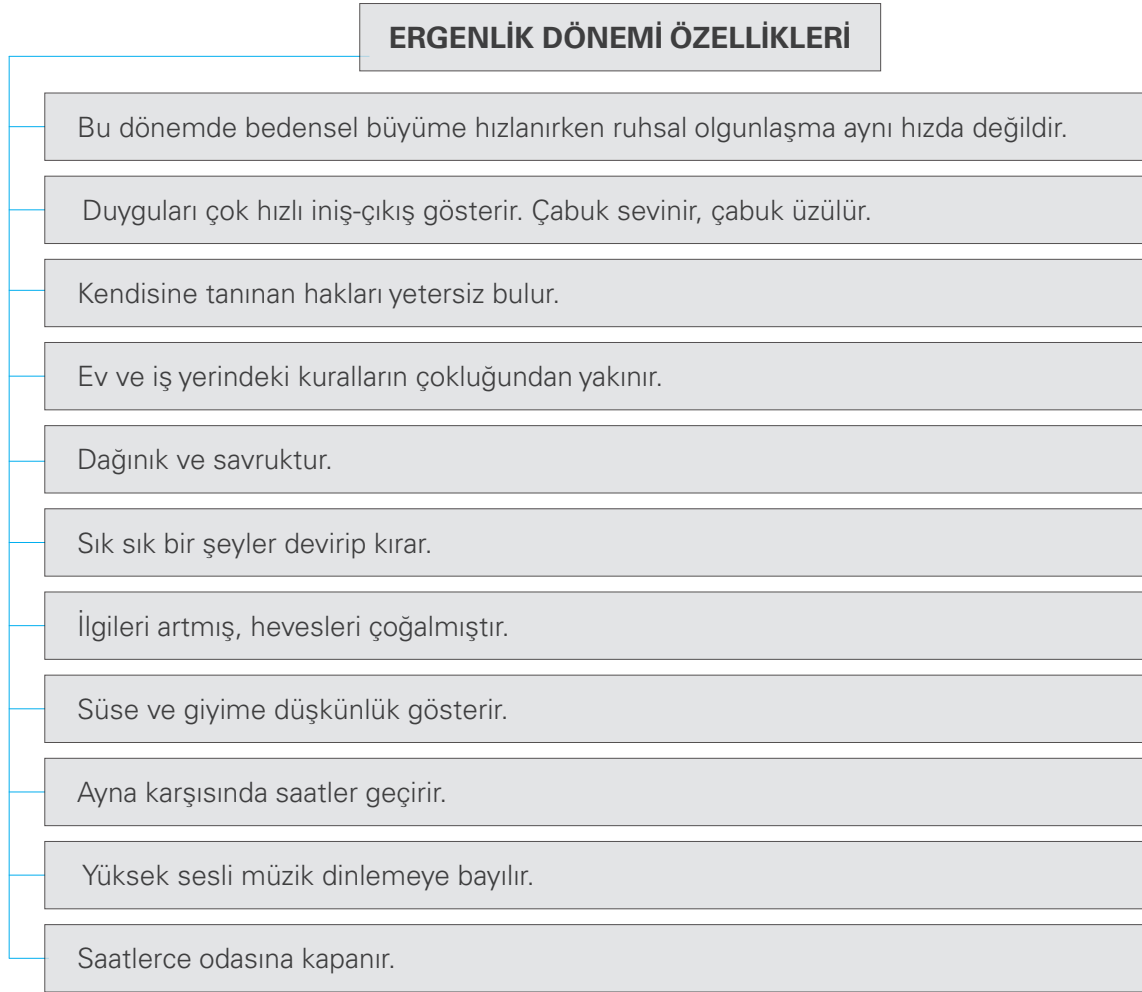 ERGENLİK DÖNEMİ ÖZELLİKLERİ
Bu dönemde bedensel büyüme hızlanırken ruhsal olgunlaşma aynı hızda değildir.
Duyguları çok hızlı iniş-çıkış gösterir. Çabuk sevinir, çabuk üzülür.
Kendisine tanınan hakları yetersiz bulur.
Ev ve iş yerindeki kuralların çokluğundan yakınır.
Dağınık ve savruktur.
Sık sık bir şeyler devirip kırar.
İlgileri artmış, hevesleri çoğalmıştır.
Süse ve giyime düşkünlük gösterir.
Ayna karşısında saatler geçirir.
Yüksek sesli müzik dinlemeye bayılır.
Saatlerce odasına kapanır.